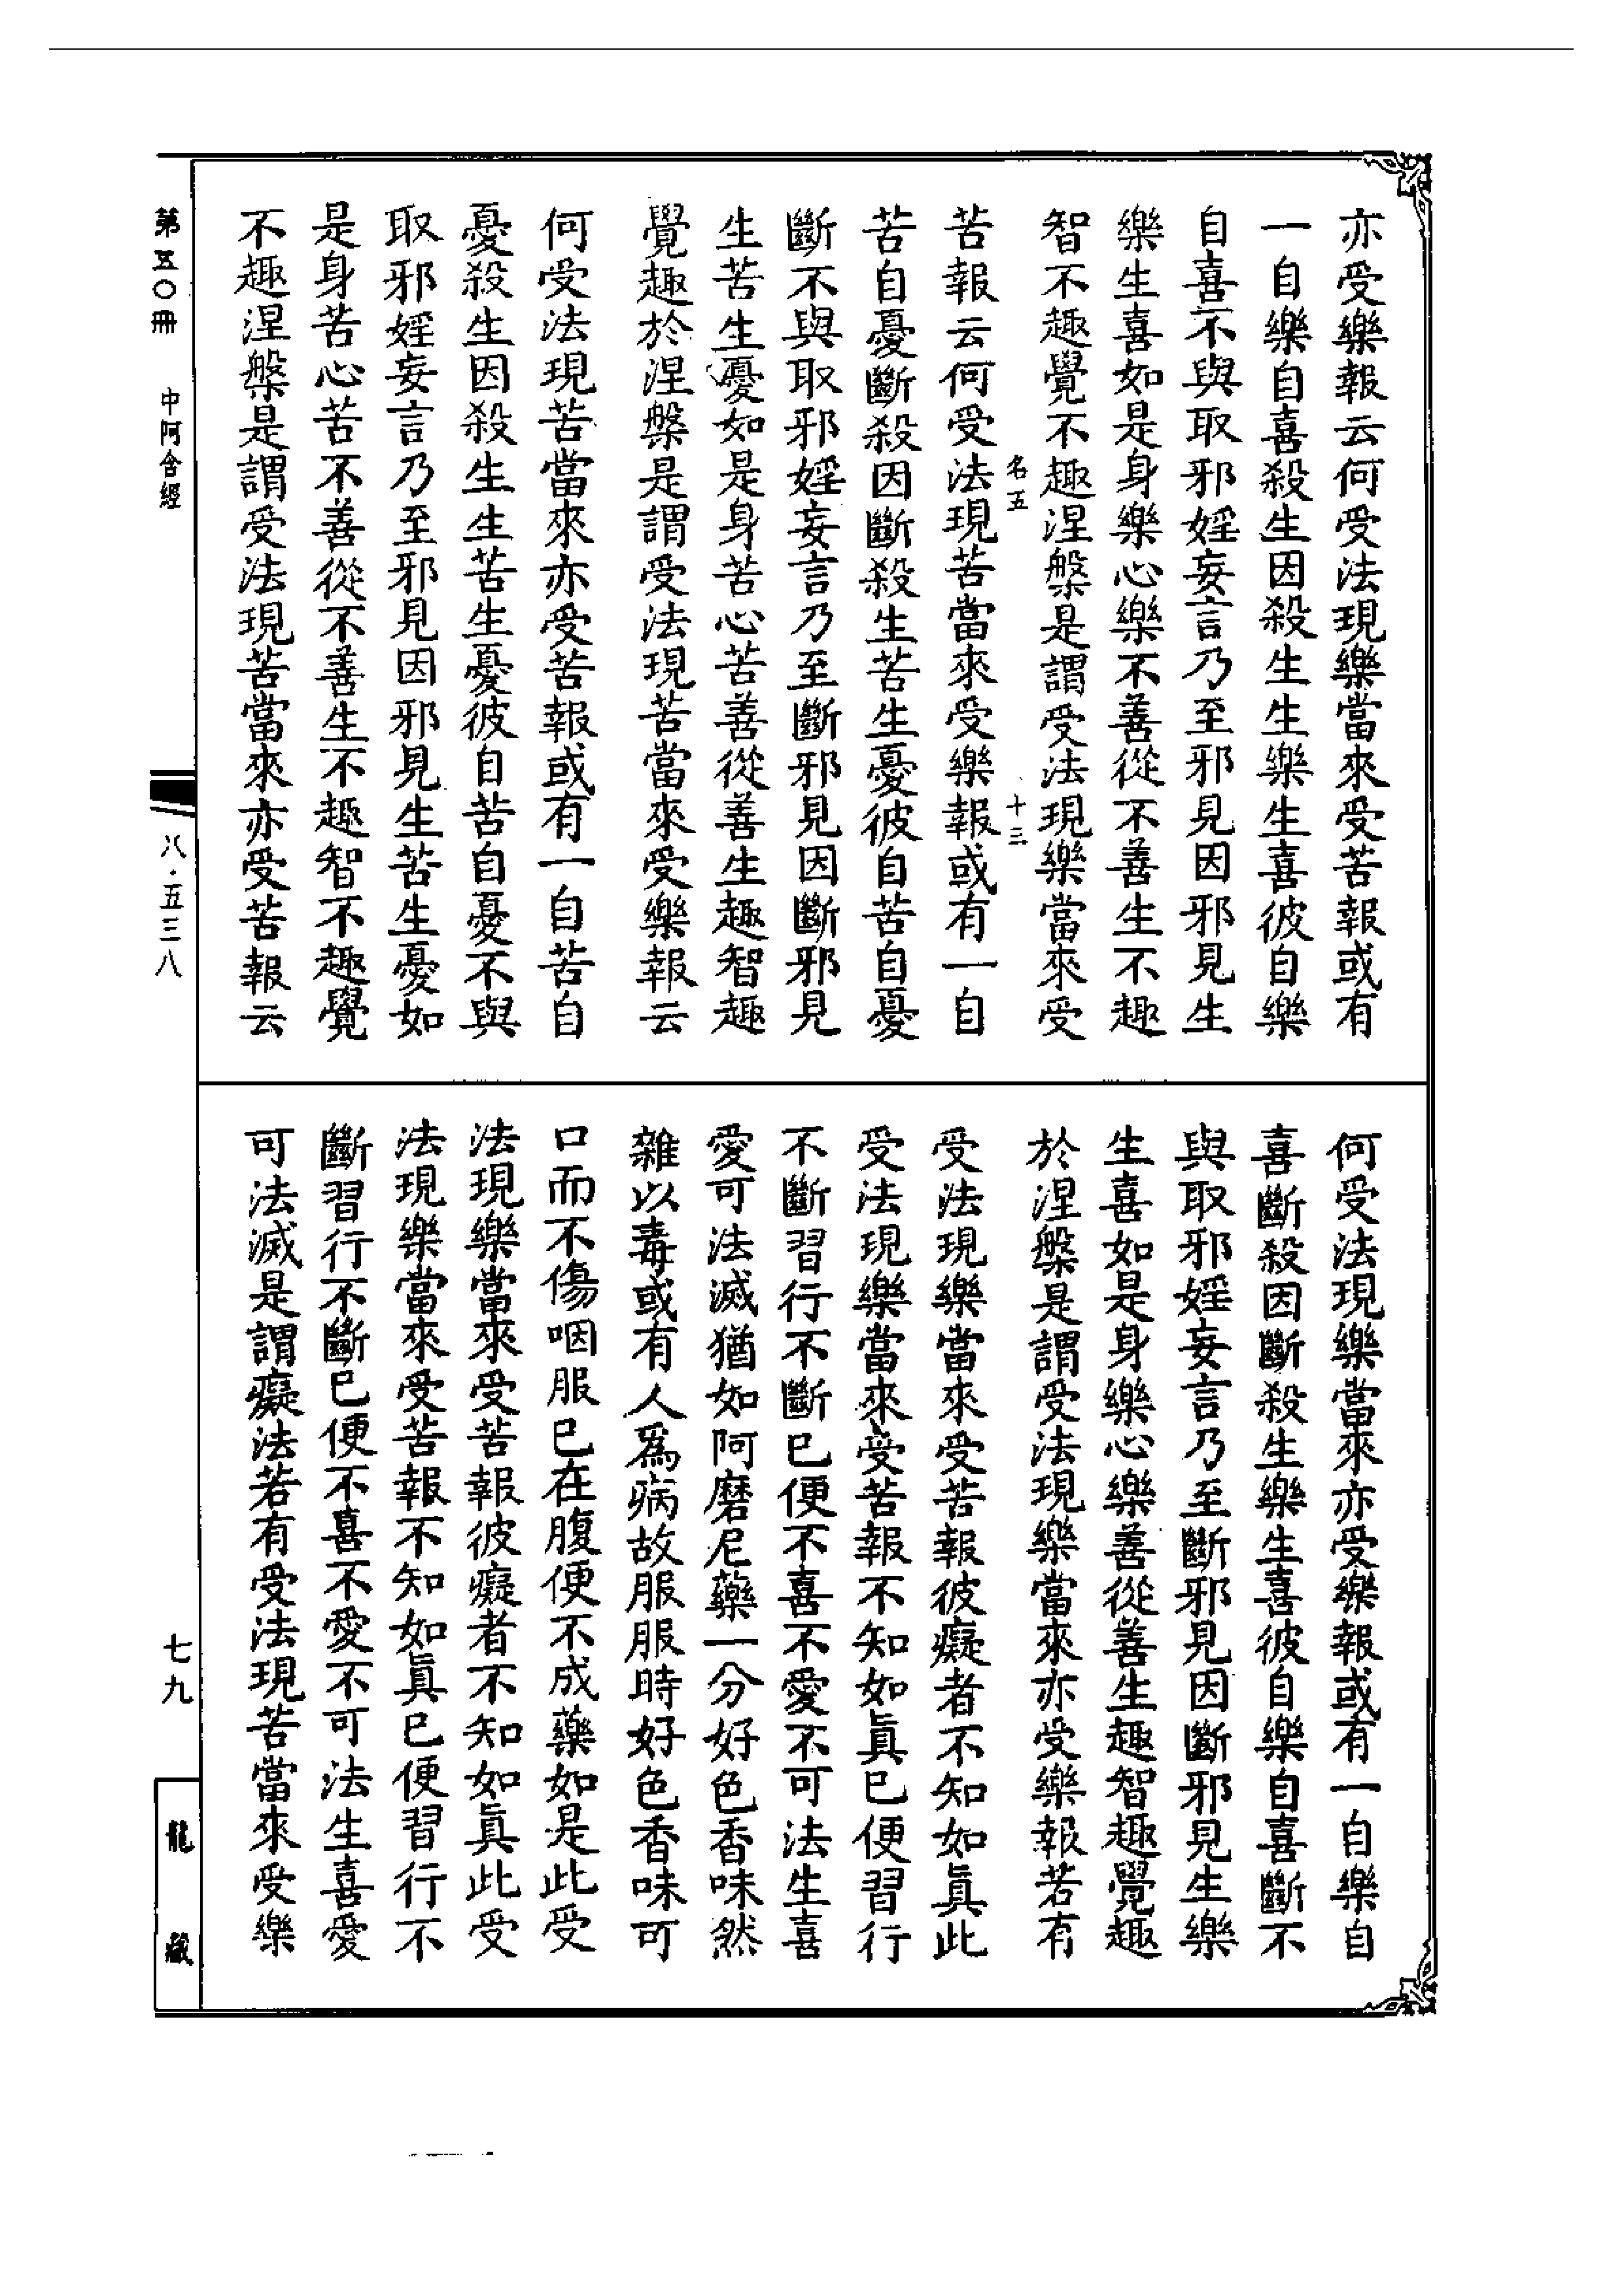 亦受樂報云何受法現樂當來受苦報或有
一自樂自喜殺生因殺生生樂生喜彼自樂
自喜不與取邪婬妄言乃至邪見因邪見生
樂生喜如是身樂心樂不善從不善生不趣
智不趣覺不趣涅槃是謂受法現樂當來受
名五 十三
苦報云何受法現苦當來受樂報或有一自
苦自憂斷殺因斷殺生苦生憂彼自苦自憂
斷不與取邪婬妄言乃至斷邪見因斷邪見
生苦生憂如是身苦心苦善從善生趣智趣
覺趣於涅槃是謂受法現苦當來受樂報云
何受法現苦當來亦受苦報或有一自苦自
憂殺生因殺生生苦生憂彼自苦自憂不與
取邪婬妄言乃至邪見因邪見生苦生憂如
是身苦心苦不善從不善生不趣智不趣覺
不趣涅槃是謂受法現苦當來亦受苦報云
何受法現樂當來亦受樂報或有一自樂自
喜斷殺因斷殺生樂生喜彼自樂自喜斷不
與取邪婬妄言乃至斷邪見因斷邪見生樂
生喜如是身樂心樂善從善生趣智趣覺趣
於涅槃是謂受法現樂當來亦受樂報若有
受法現樂當來受苦報彼癡者不知如真此
受法現樂當來受苦報不知如真已便習行
不斷習行不斷已便不喜不愛不可法生喜
愛可法滅猶如阿磨尼藥一分好色香味然
雜以毒或有人為病故服服時好色香味可
口而不傷咽服已在腹便不成藥如是此受
法現樂當來受苦報彼癡者不知如真此受
法現樂當來受苦報不知如真已便習行不
斷習行不斷已便不喜不愛不可法生喜愛
可法滅是謂癡法若有受法現苦當來受樂
第五〇冊 中阿含經
八·五三八
七九
龍藏